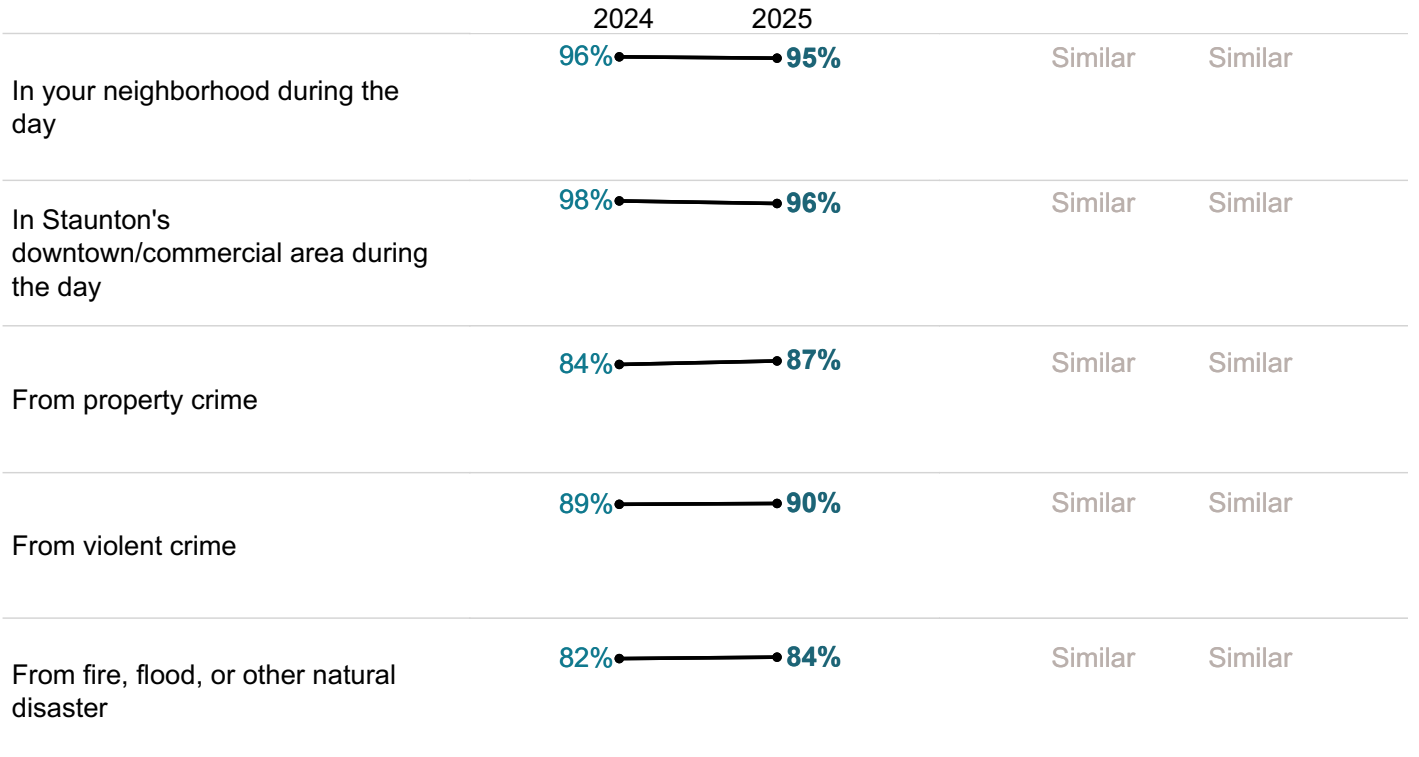 2024 2025
96% 95% Similar Similar
In your neighborhood during the
day
98% 96% Similar Similar
In Staunton's
downtown/commercial area during
the day
84% 87% Similar Similar
From property crime
89% 90% Similar Similar
From violent crime
82% 84% Similar Similar
From fire, flood, or other natural
disaster